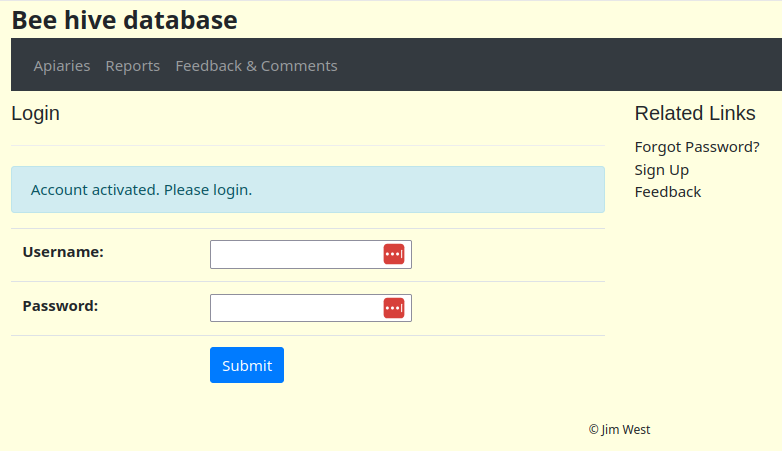 Bee hive database
Apiaries Reports Feedback & Comments
Login
Account activated. Please login.
Username:
Password:
Submit
Related Links
Forgot Password?
Sign Up
Feedback
© Jim West